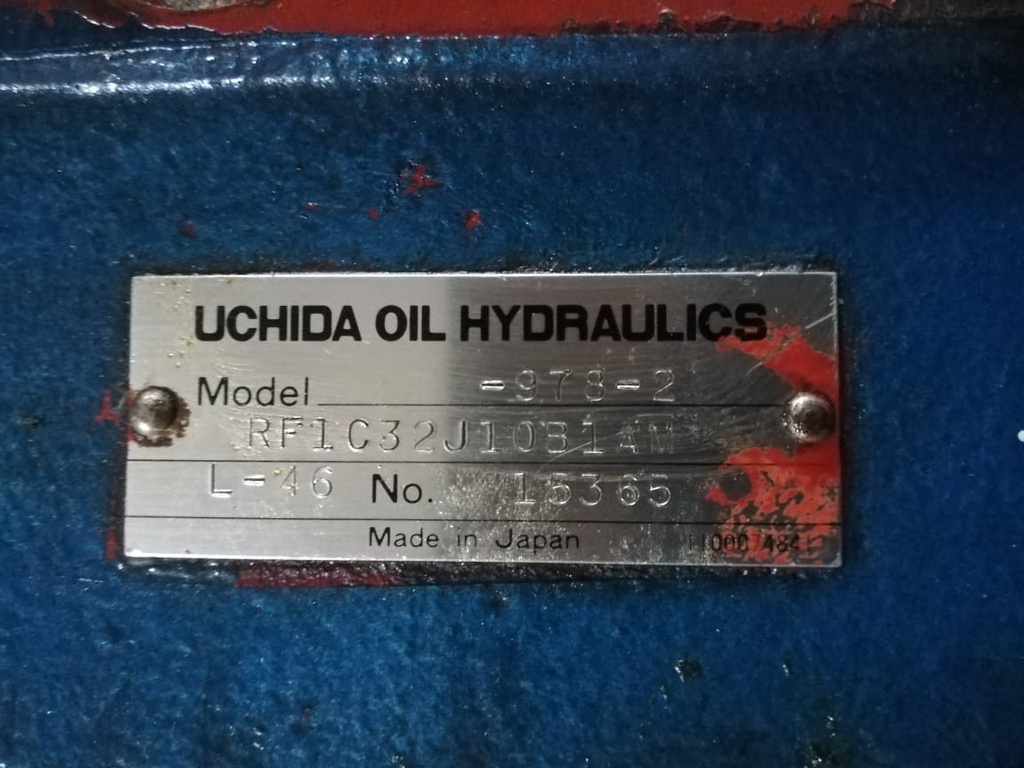 UCHIDA OIL HYDRAULICS
Model -978-2
RF1C32J10B1AM
L-46 No. 15365
Made in Japan